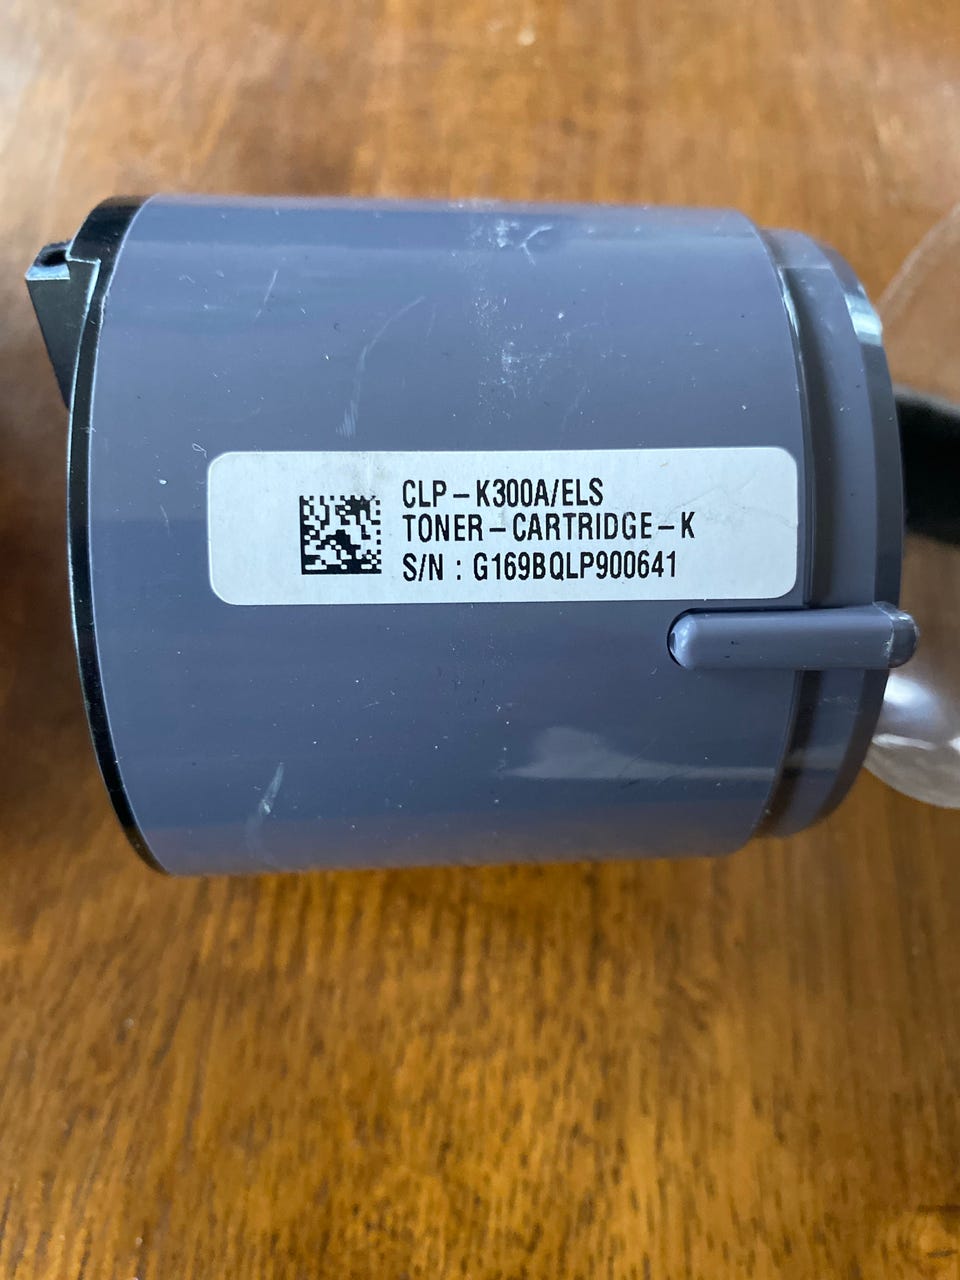 CLP-K300A/ELS
TONER-CARTRIDGE-K
S/N : G169BQLP900641